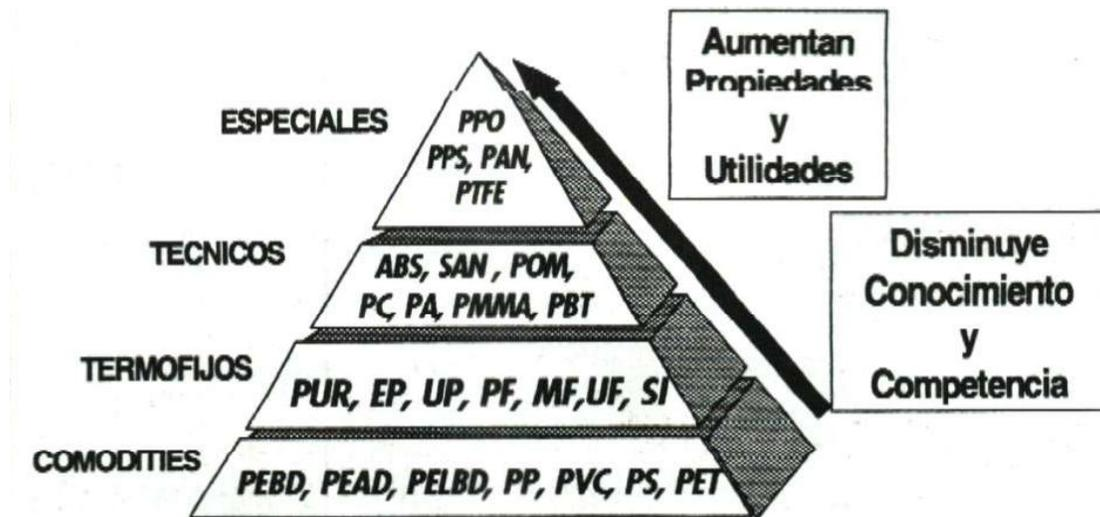 ESPECIALES
PPO
PPS, PAN,
PTFE
TECNICOS
ABS, SAN , POM,
PC, PA, PMMA, PBT
TERMOFIJOS
PUR, EP, UP, PF, MF,UF, SI
COMODITIES
PEBD, PEAD, PELBD, PP, PVC, PS, PET
Aumentan
Propiedades
y
Utilidades
Disminuye
Conocimiento
y
Competencia